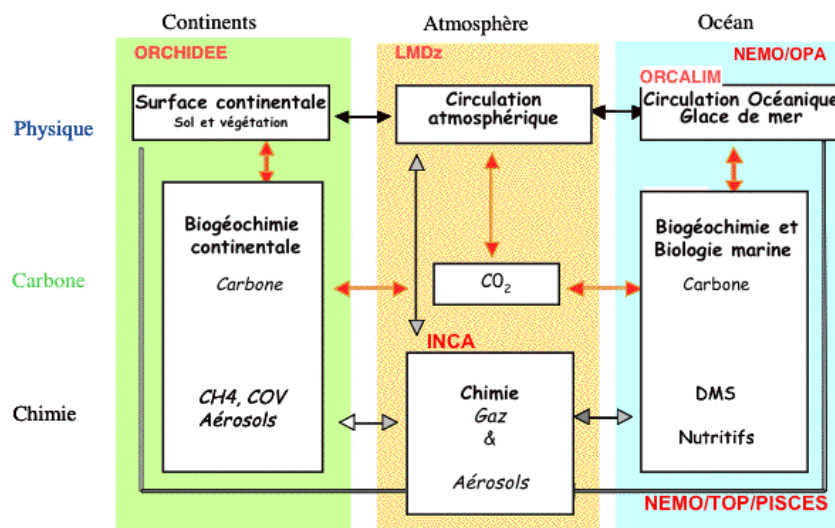 Continents
Atmosphère
Océan
ORCHIDEE
LMDz
NEMO/OPA
ORCALIM
Physique
Surface continentale
Sol et végétation
Circulation
atmosphérique
Circulation Océanique
Glace de mer
Biogéochimie
continentale
Biogéochimie et
Biologie marine
Carbone
Carbone
CO2
Carbone
INCA
Chimie
CH4, COV
Aérosols
Chimie
Gaz
&
Aérosols
DMS
Nutritifs
NEMO/TOP/PISCES